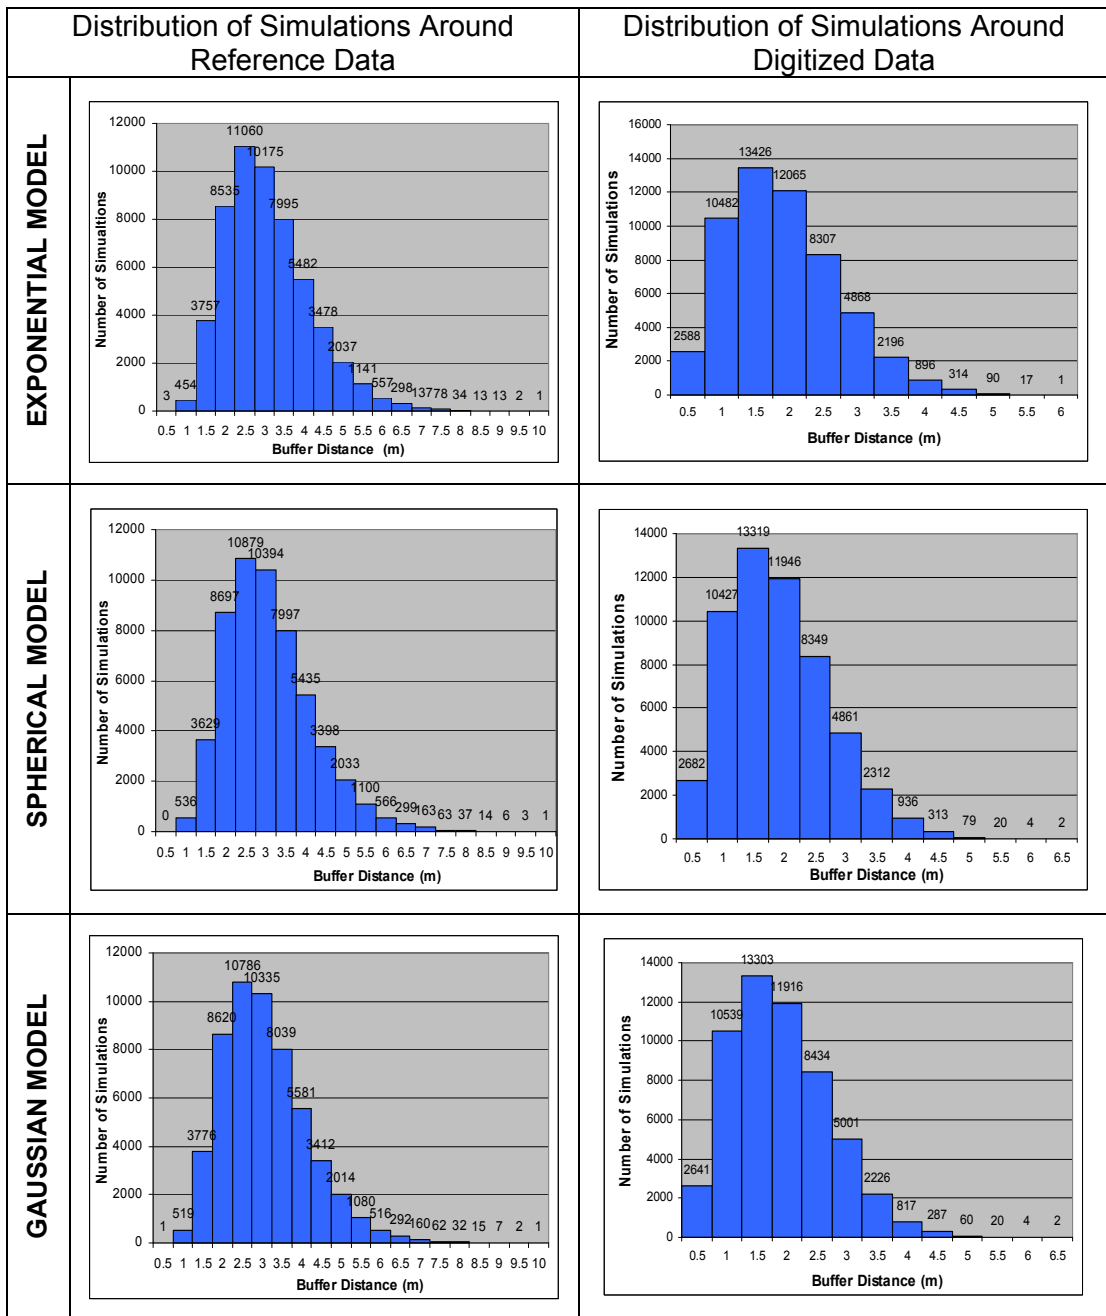 Distribution of Simulations Around
Reference Data
Distribution of Simulations Around
Digitized Data
EXPONENTIAL MODEL
12000
10000
8000
6000
4000
2000
0
Number of Simualtions
3 454 3757 8535 11060 10175 7995 5482 3478 2037 1141 557 298 137 78 34 13 13 2 1
0.5 1 1.5 2 2.5 3 3.5 4 4.5 5 5.5 6 6.5 7 7.5 8 8.5 9 9.5 10
Buffer Distance (m)
16000
14000
12000
10000
8000
6000
4000
2000
0
Number of Simulations
2588 10482 13426 12065 8307 4868 2196 896 314 90 17 1
0.5 1 1.5 2 2.5 3 3.5 4 4.5 5 5.5 6
Buffer Distance (m)
SPHERICAL MODEL
12000
10000
8000
6000
4000
2000
0
Number of Simulations
0 536 3629 8697 10879 10394 7997 5435 3398 2033 1100 566 299 163 63 37 14 6 3 1
0.5 1 1.5 2 2.5 3 3.5 4 4.5 5 5.5 6 6.5 7 7.5 8 8.5 9 9.5 10
Buffer Distance (m)
14000
12000
10000
8000
6000
4000
2000
0
Number of Simulations
2682 10427 13319 11946 8349 4861 2312 936 313 79 20 4 2
0.5 1 1.5 2 2.5 3 3.5 4 4.5 5 5.5 6 6.5
Buffer Distance (m)
GAUSSIAN MODEL
12000
10000
8000
6000
4000
2000
0
Number of Simulations
1 519 3776 8620 10786 10335 8039 5581 3412 2014 1080 516 292 160 62 32 15 7 2 1
0.5 1 1.5 2 2.5 3 3.5 4 4.5 5 5.5 6 6.5 7 7.5 8 8.5 9 9.5 10
Buffer Distance (m)
14000
12000
10000
8000
6000
4000
2000
0
Number of Simulations
2641 10539 13303 11916 8434 5001 2226 817 287 60 20 4 2
0.5 1 1.5 2 2.5 3 3.5 4 4.5 5 5.5 6 6.5
Buffer Distance (m)